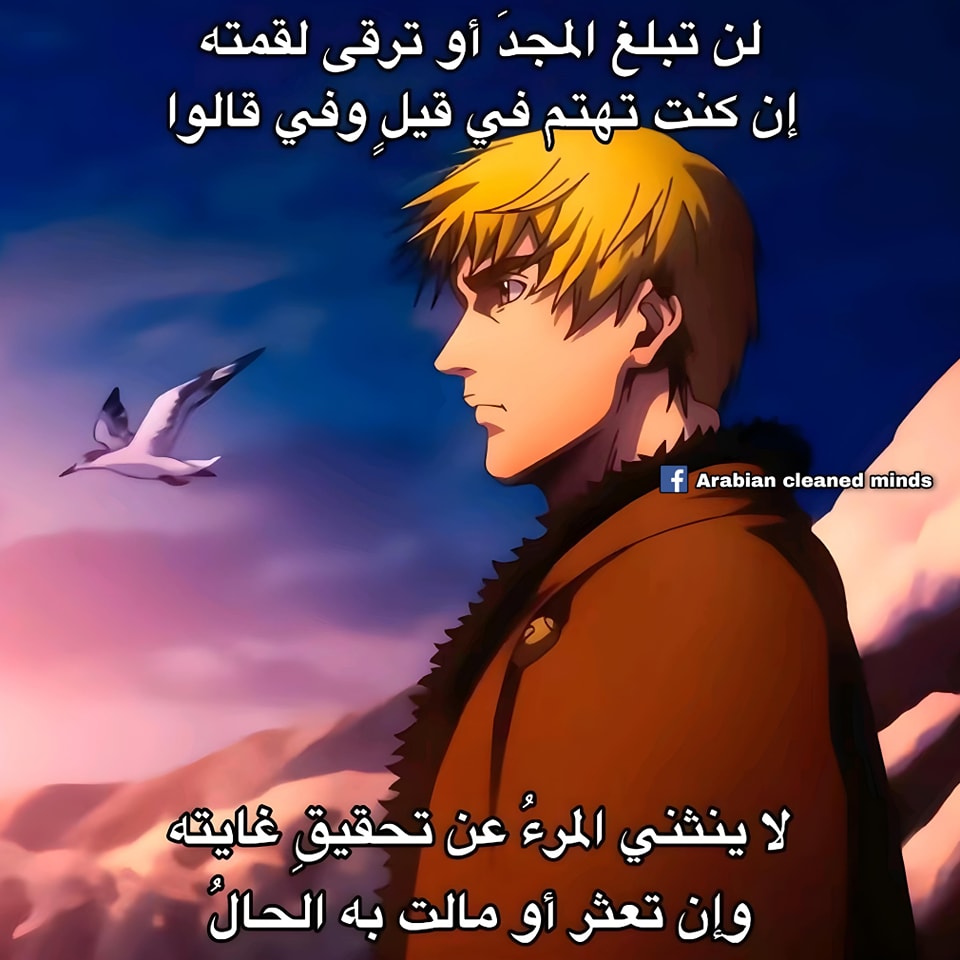 لن تبلغ المجدَ أو ترقى لقمته
إن كنت تهتم في قيلٍ وفي قالوا
Arabian cleaned minds
لا ينثني المرءُ عن تحقيقِ غايته
وإن تعثر أو مالت به الحالُ